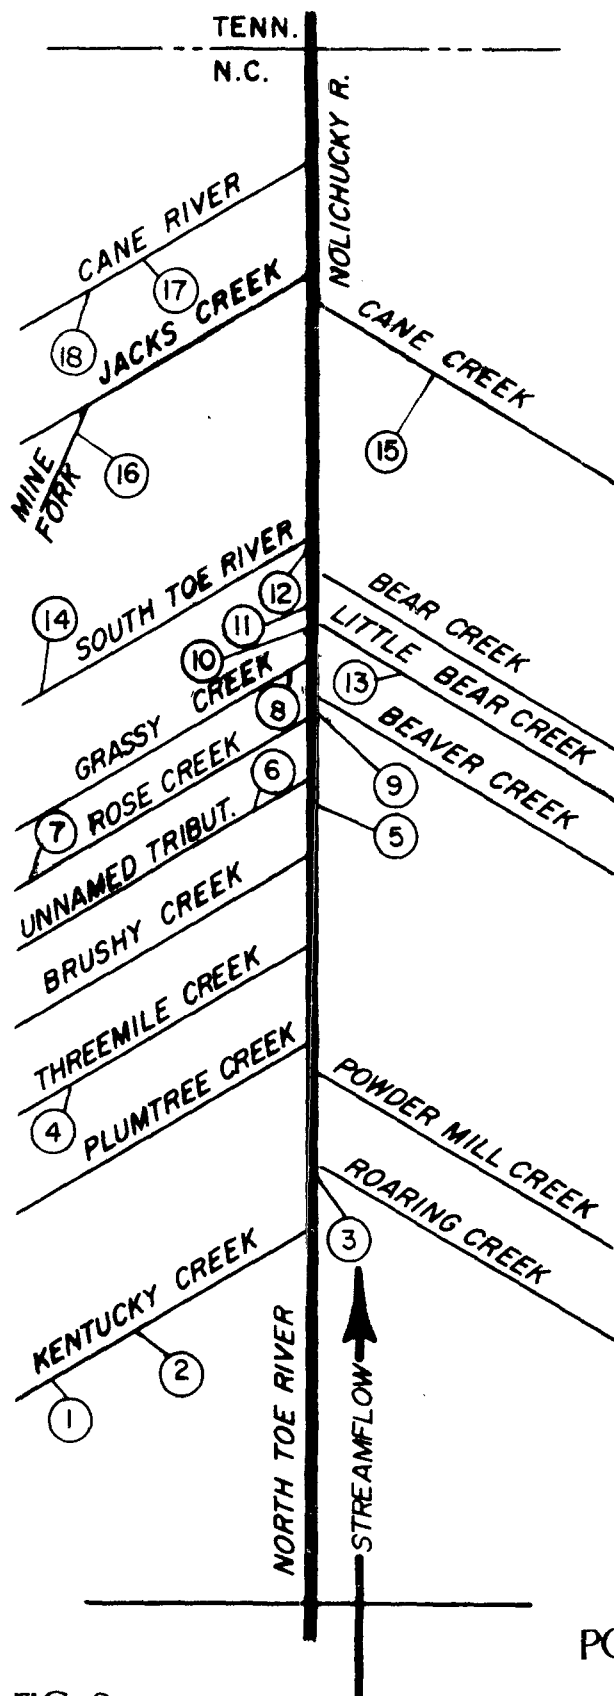 TENN.
N.C.
NOLICHUCKY R.
CANE RIVER
17
18
JACKS CREEK
CANE CREEK
15
16
MINE
FORK
SOUTH TOE RIVER
14
12
11
10
BEAR CREEK
LITTLE BEAR CREEK
13
GRASSY CREEK
8
BEAVER CREEK
9
ROSE CREEK
7
6
5
UNNAMED TRIBUT.
BRUSHY CREEK
THREEMILE CREEK
4
PLUMTREE CREEK
POWDER MILL CREEK
ROARING CREEK
3
KENTUCKY CREEK
2
1
NORTH TOE RIVER
STREAMFLOW
PO